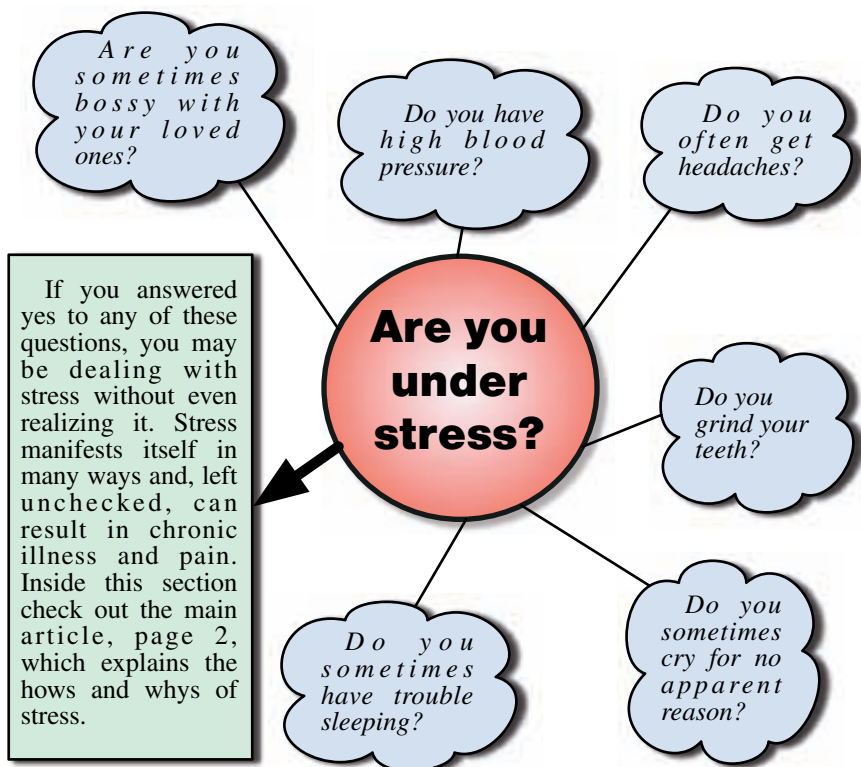 Are you
sometimes
bossy with
your loved
ones?
Do you have
high blood
pressure?
Do you
often get
headaches?
If you answered
yes to any of these
questions, you may
be dealing with
stress without even
realizing it. Stress
manifests itself in
many ways and, left
unchecked, can
result in chronic
illness and pain.
Inside this section
check out the main
article, page 2,
which explains the
hows and whys of
stress.
Are you
under
stress?
Do you
grind your
teeth?
Do you
sometimes
have trouble
sleeping?
Do you
sometimes
cry for no
apparent
reason?